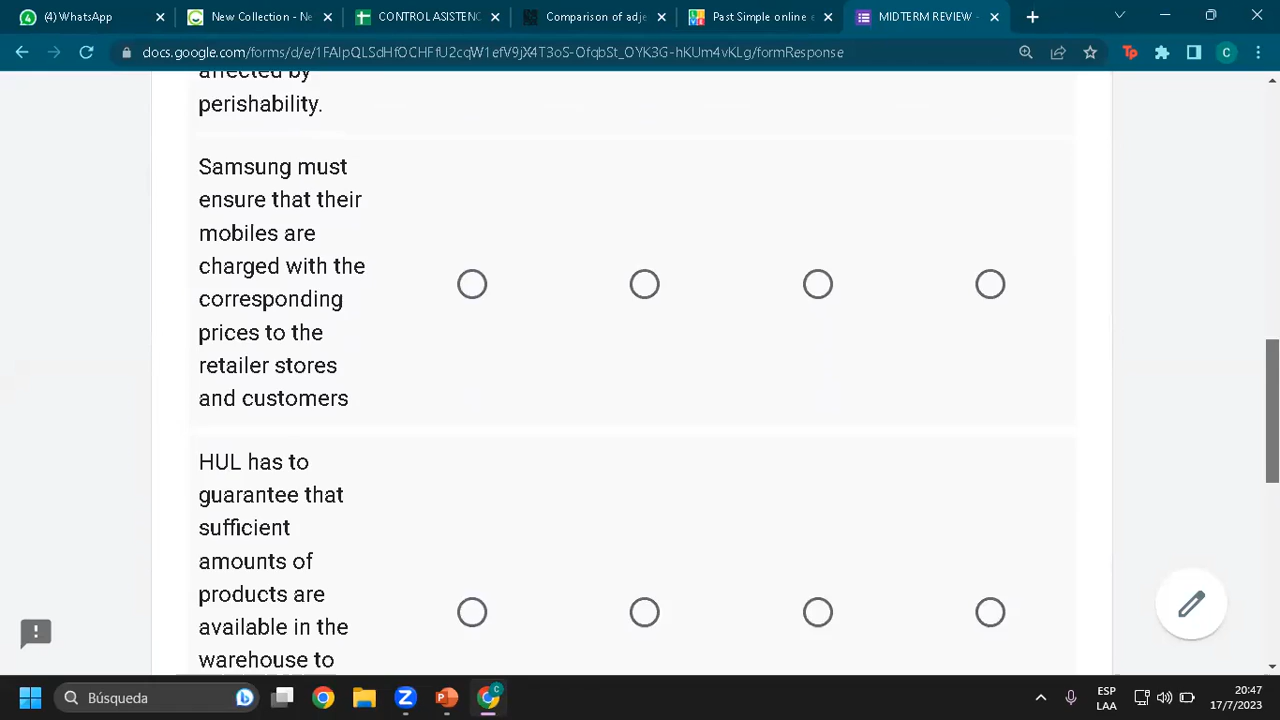 (4) WhatsApp
New Collection - Ne
CONTROL ASISTENC
Comparison of adje
Past Simple online e
MIDTERM REVIEW -
docs.google.com/forms/d/e/1FAIpQLSdHfOCHFfU2cqW1efV9jX4T3oS-OfqbSt_OYK3G-hKUm4vKLg/formResponse
affected by
perishability.
Samsung must
ensure that their
mobiles are
charged with the
corresponding
prices to the
retailer stores
and customers
HUL has to
guarantee that
sufficient
amounts of
products are
available in the
warehouse to
Búsqueda
ESP
LAA
20:47
17/7/2023